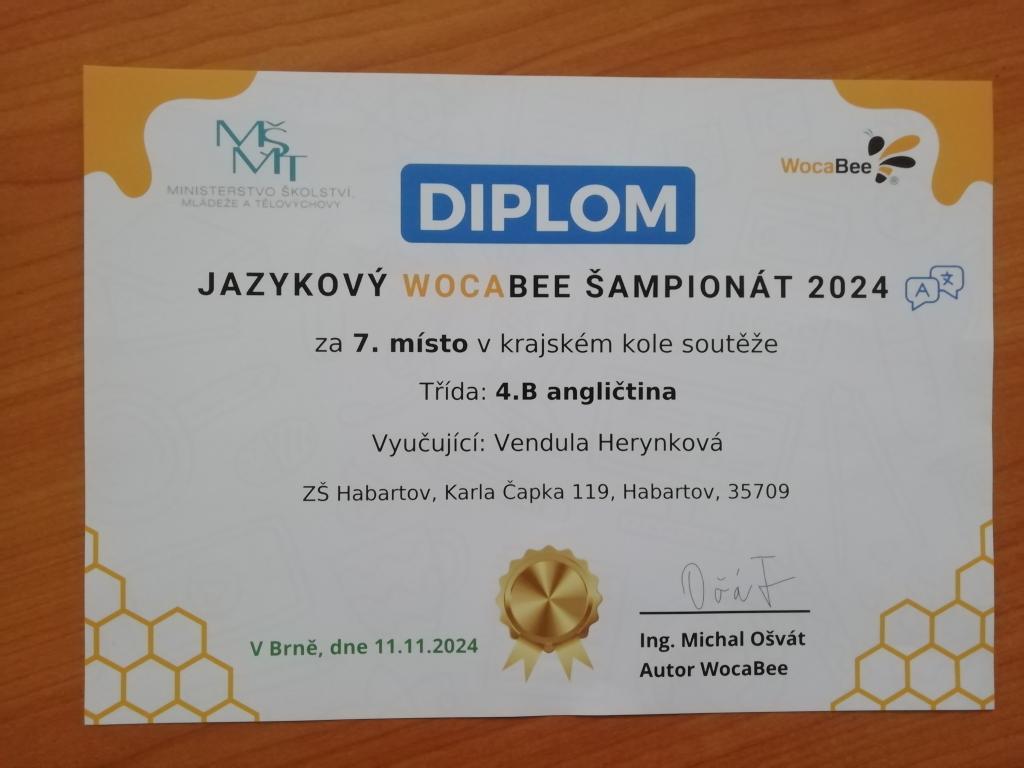 MŠMT
MINISTERSTVO ŠKOLSTVÍ,
MLÁDEŽE A TĚLOVÝCHOVY
WocaBee®
DIPLOM
JAZYKOVÝ WOCABEE ŠAMPIONÁT 2024
A 文
za 7. místo v krajském kole soutěže
Třída: 4.B angličtina
Vyučující: Vendula Herynková
ZŠ Habartov, Karla Čapka 119, Habartov, 35709
V Brně, dne 11.11.2024
Ing. Michal Ošvát
Autor WocaBee